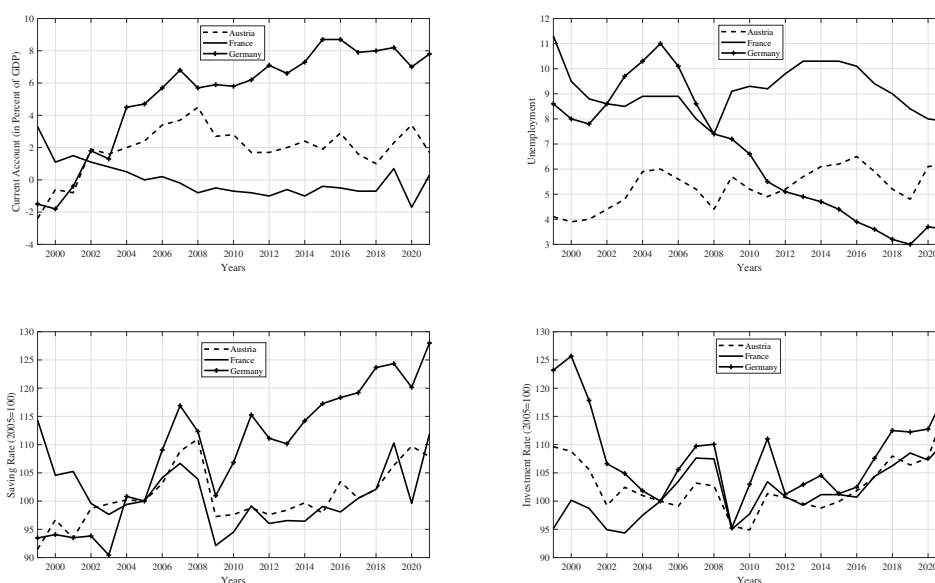 Current Account (in Percent of GDP)
10
8
6
4
2
0
-2
-4
Austria
France
Germany
2000 2002 2004 2006 2008 2010 2012 2014 2016 2018 2020
Years
Unemployment
12
11
10
9
8
7
6
5
4
3
Austria
France
Germany
2000 2002 2004 2006 2008 2010 2012 2014 2016 2018 2020
Years
Saving Rate (2005=100)
130
125
120
115
110
105
100
95
90
Austria
France
Germany
2000 2002 2004 2006 2008 2010 2012 2014 2016 2018 2020
Years
Investment Rate (2005=100)
130
125
120
115
110
105
100
95
90
Austria
France
Germany
2000 2002 2004 2006 2008 2010 2012 2014 2016 2018 2020
Years